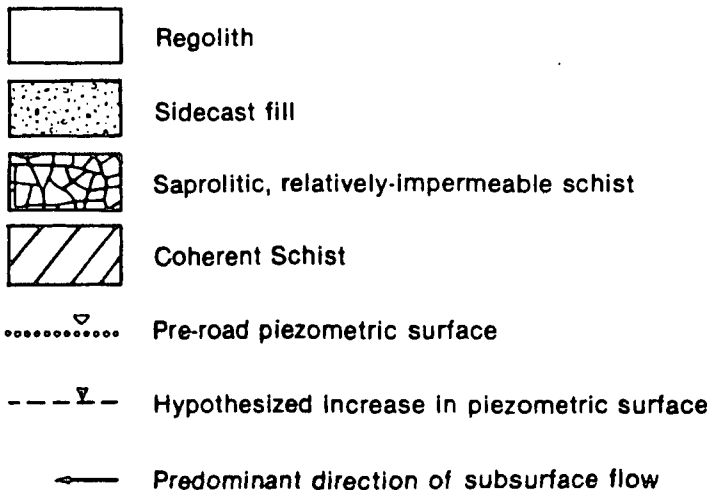 Regolith
Sidecast fill
Saprolitic, relatively-impermeable schist
Coherent Schist
Pre-road piezometric surface
Hypothesized increase in piezometric surface
Predominant direction of subsurface flow